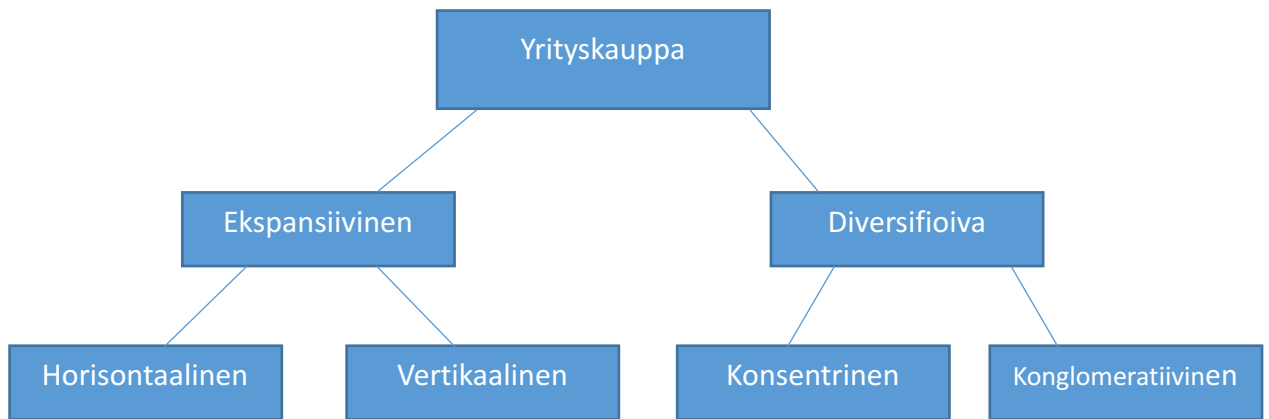 Yrityskauppa
Ekspansiivinen
Diversifioiva
Horisontaalinen
Vertikaalinen
Konsentrinen
Konglomeratiivinen